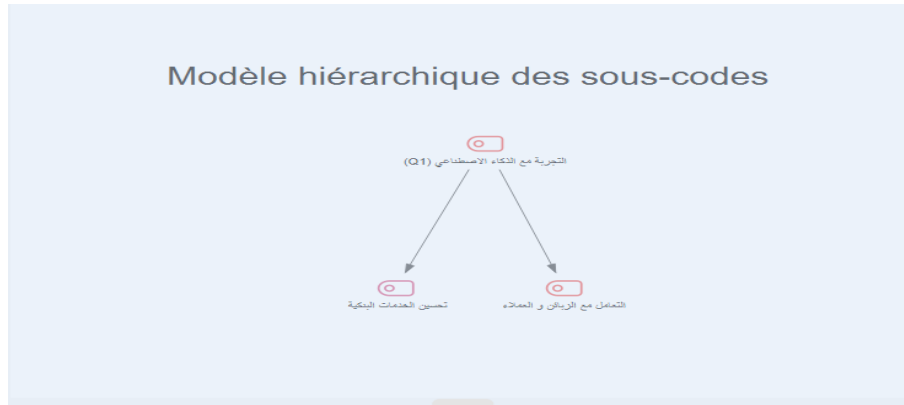 Modèle hiérarchique des sous-codes
التجربة مع الذكاء الاصطناعي (Q1)
تحسين الخدمات البنكية
التعامل مع الزبائن و العملاء